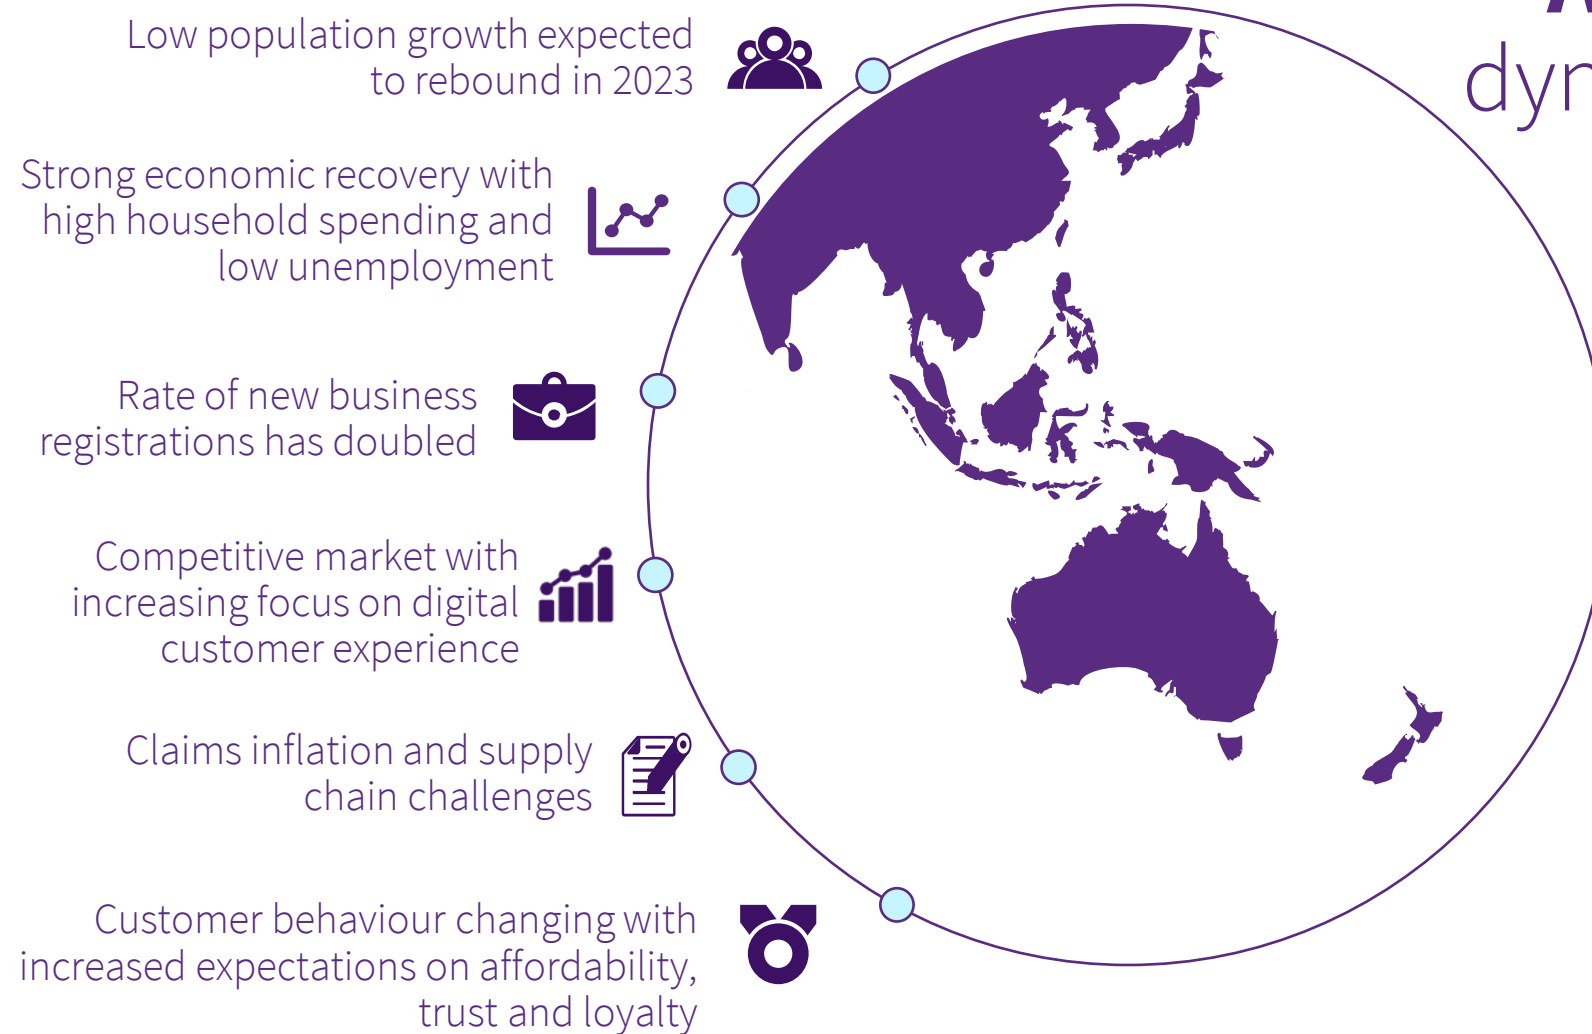 Low population growth expected
to rebound in 2023
Strong economic recovery with
high household spending and
low unemployment
Rate of new business
registrations has doubled
Competitive market with
increasing focus on digital
customer experience
Claims inflation and supply
chain challenges
Customer behaviour changing with
increased expectations on affordability,
trust and loyalty